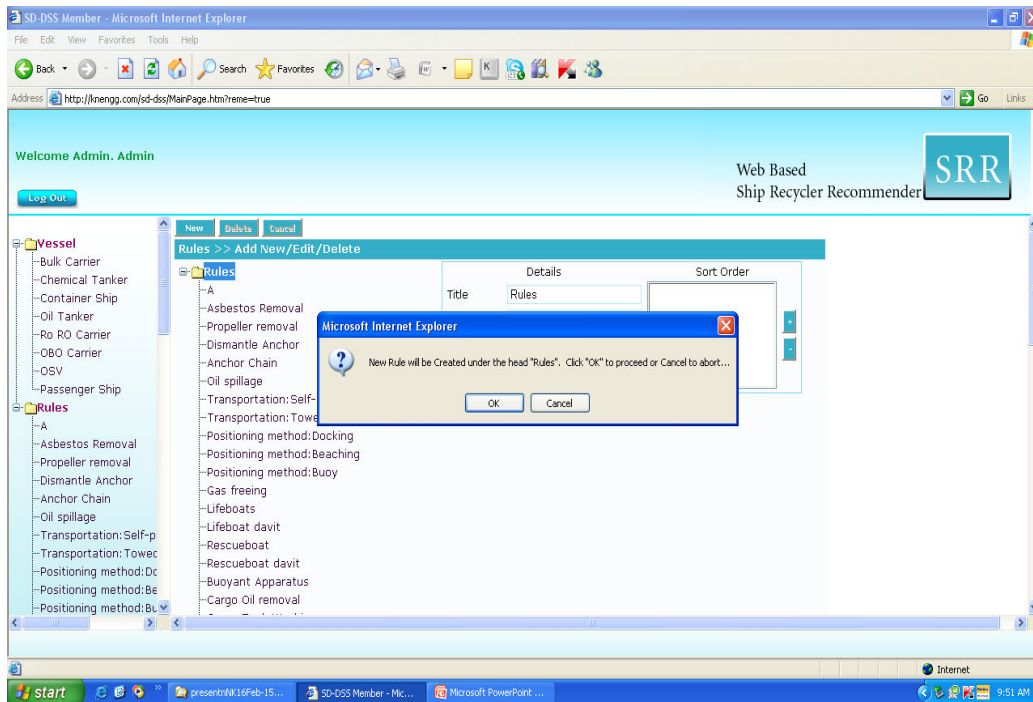 SD-DSS Member - Microsoft Internet Explorer
File Edit View Favorites Tools Help
Back Search Favorites
Address http://knengg.com/sd-dss/MainPage.htm?reme=true Go Links
Welcome Admin. Admin
Log Out
Web Based
Ship Recycler Recommender
SRR
New Delete Cancel
Rules >> Add New/Edit/Delete
Vessel
Bulk Carrier
Chemical Tanker
Container Ship
Oil Tanker
Ro RO Carrier
OBO Carrier
OSV
Passenger Ship
Rules
A
Asbestos Removal
Propeller removal
Dismantle Anchor
Anchor Chain
Oil spillage
Transportation:Self-p
Transportation:Towed
Positioning method:Do
Positioning method:Be
Positioning method:Bu
Rules
A
Asbestos Removal
Propeller removal
Dismantle Anchor
Anchor Chain
Oil spillage
Transportation:Self-
Transportation:Towe
Positioning method:Docking
Positioning method:Beaching
Positioning method:Buoy
Gas freeing
Lifeboats
Lifeboat davit
Rescueboat
Rescueboat davit
Buoyant Apparatus
Cargo Oil removal
Details Sort Order
Title Rules
+
-
Microsoft Internet Explorer
New Rule will be Created under the head "Rules". Click "OK" to proceed or Cancel to abort...
OK Cancel
Internet
start presentnNK16Feb-15... SD-DSS Member - Mic... Microsoft PowerPoint ... 9:51 AM